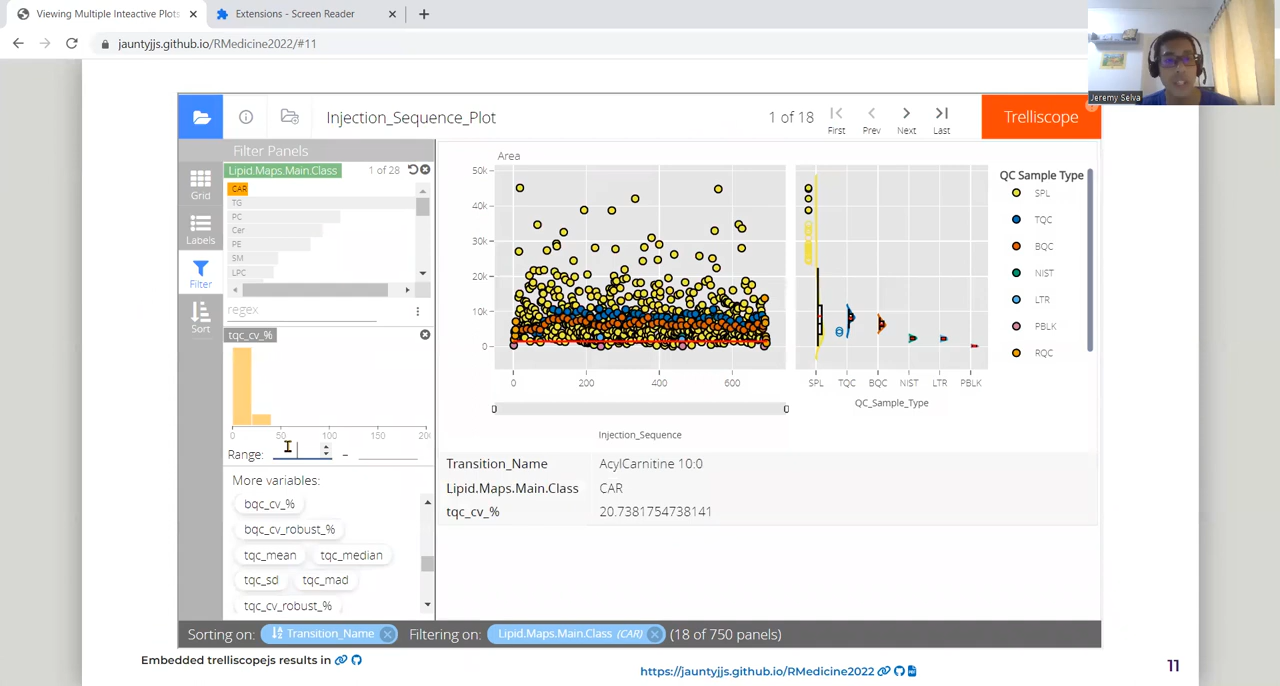 Viewing Multiple Inteactive Plots
Extensions - Screen Reader
jauntyjjs.github.io/RMedicine2022/#11
Jeremy Selva
Injection_Sequence_Plot
1 of 18
First
Prev
Next
Last
Trelliscope
Filter Panels
Grid
Labels
Filter
Sort
Lipid.Maps.Main.Class
1 of 28
CAR
TG
PC
Cer
PE
SM
LPC
regex
tqc_cv_%
0 50 100 150 20
Range: –
More variables:
bqc_cv_%
bqc_cv_robust_%
tqc_mean tqc_median
tqc_sd tqc_mad
tqc_cv_robust_%
Area
50k
40k
30k
20k
10k
0
0 200 400 600
Injection_Sequence
SPL TQC BQC NIST LTR PBLK
QC_Sample_Type
QC Sample Type
SPL
TQC
BQC
NIST
LTR
PBLK
RQC
Transition_Name AcylCarnitine 10:0
Lipid.Maps.Main.Class CAR
tqc_cv_% 20.7381754738141
Sorting on: Transition_Name Filtering on: Lipid.Maps.Main.Class (CAR) (18 of 750 panels)
Embedded trelliscopejs results in
https://jauntyjjs.github.io/RMedicine2022
11